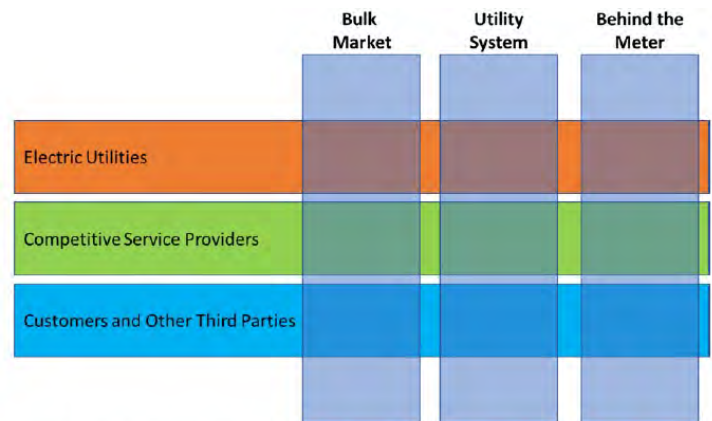 Bulk
Market
Utility
System
Behind the
Meter
Electric Utilities
Competitive Service Providers
Customers and Other Third Parties